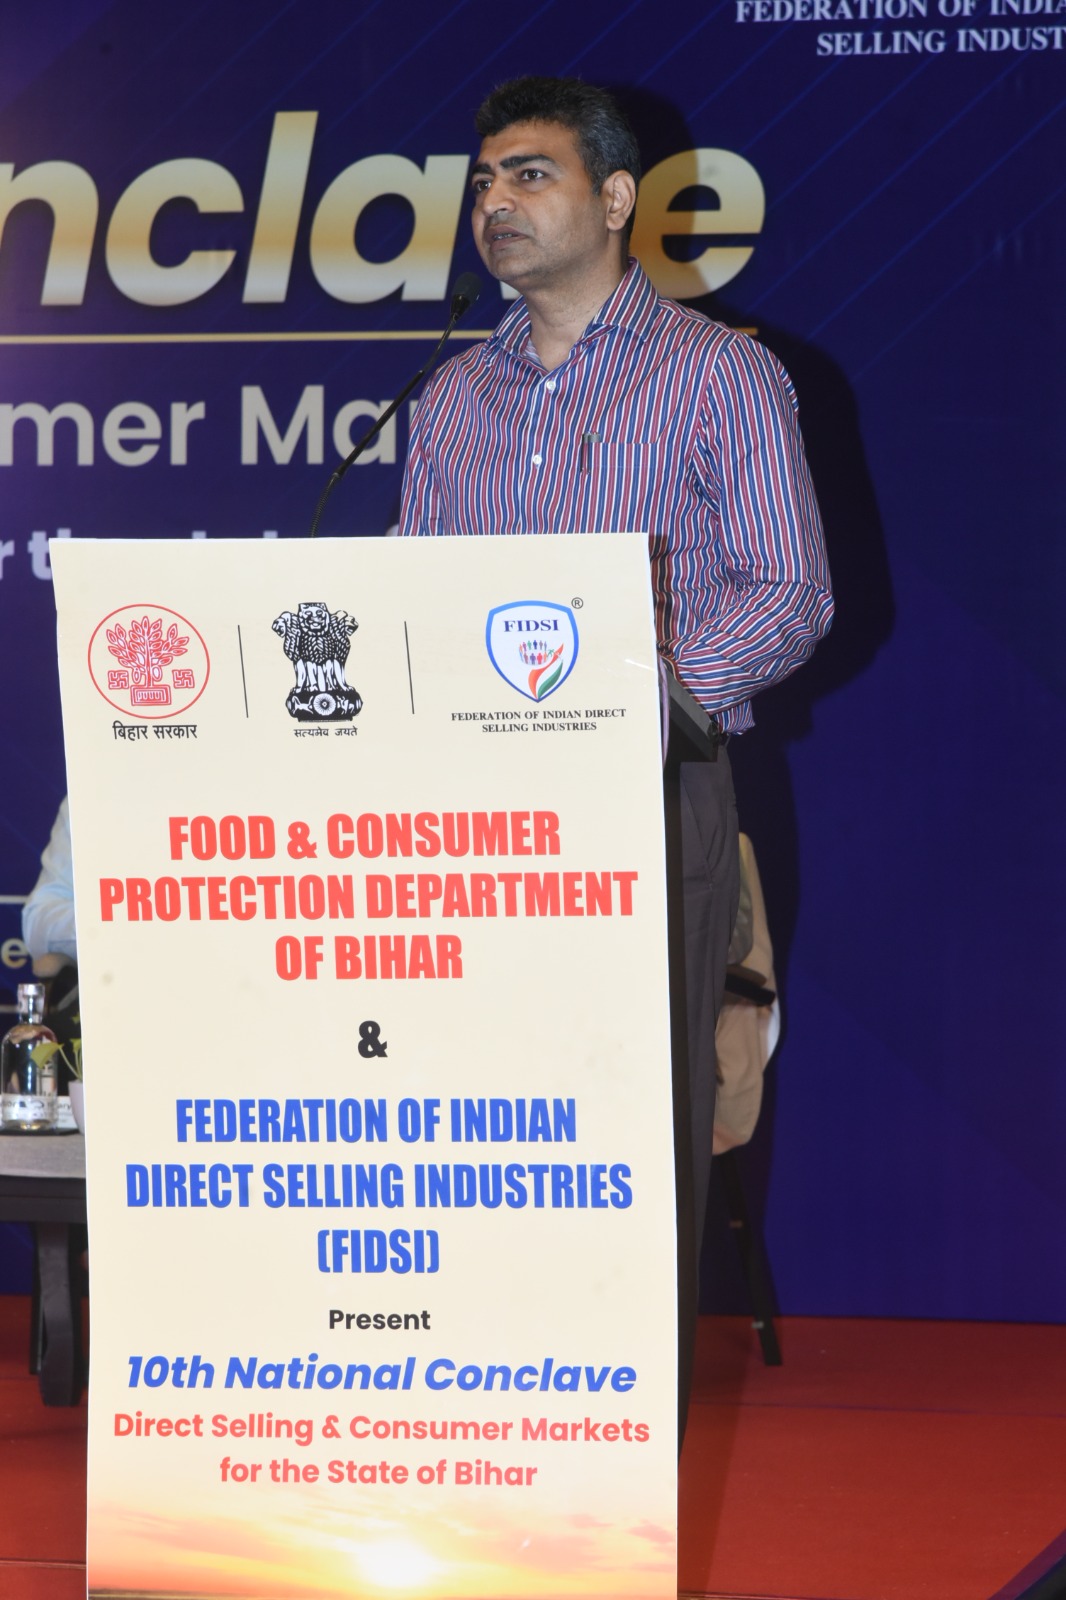 FEDERATION OF INDIA
SELLING INDUST
nclave
mer Ma
r th
बिहार सरकार
सत्यमेव जयते
FIDSI
®
FEDERATION OF INDIAN DIRECT
SELLING INDUSTRIES
FOOD & CONSUMER
PROTECTION DEPARTMENT
OF BIHAR
&
FEDERATION OF INDIAN
DIRECT SELLING INDUSTRIES
(FIDSI)
Present
10th National Conclave
Direct Selling & Consumer Markets
for the State of Bihar